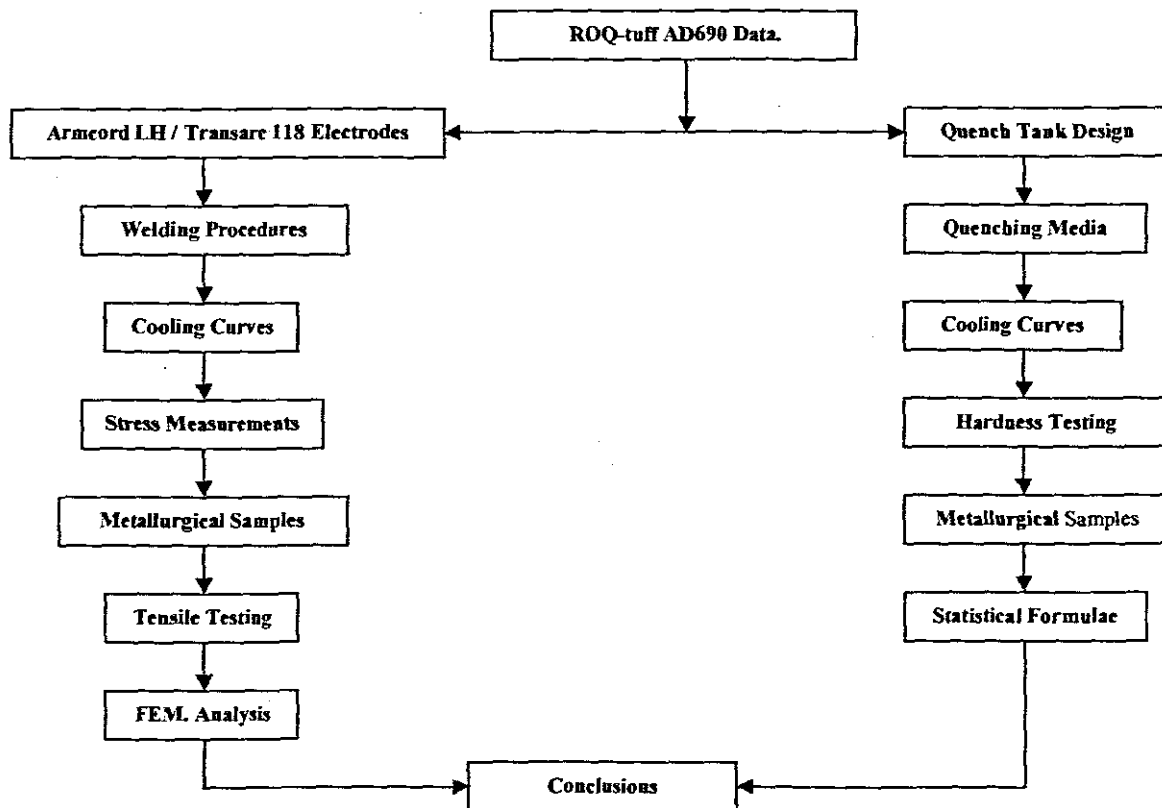 ROQ-tuff AD690 Data.
Armcord LH / Transarc 118 Electrodes
Welding Procedures
Cooling Curves
Stress Measurements
Metallurgical Samples
Tensile Testing
FEM. Analysis
Quench Tank Design
Quenching Media
Cooling Curves
Hardness Testing
Metallurgical Samples
Statistical Formulae
Conclusions